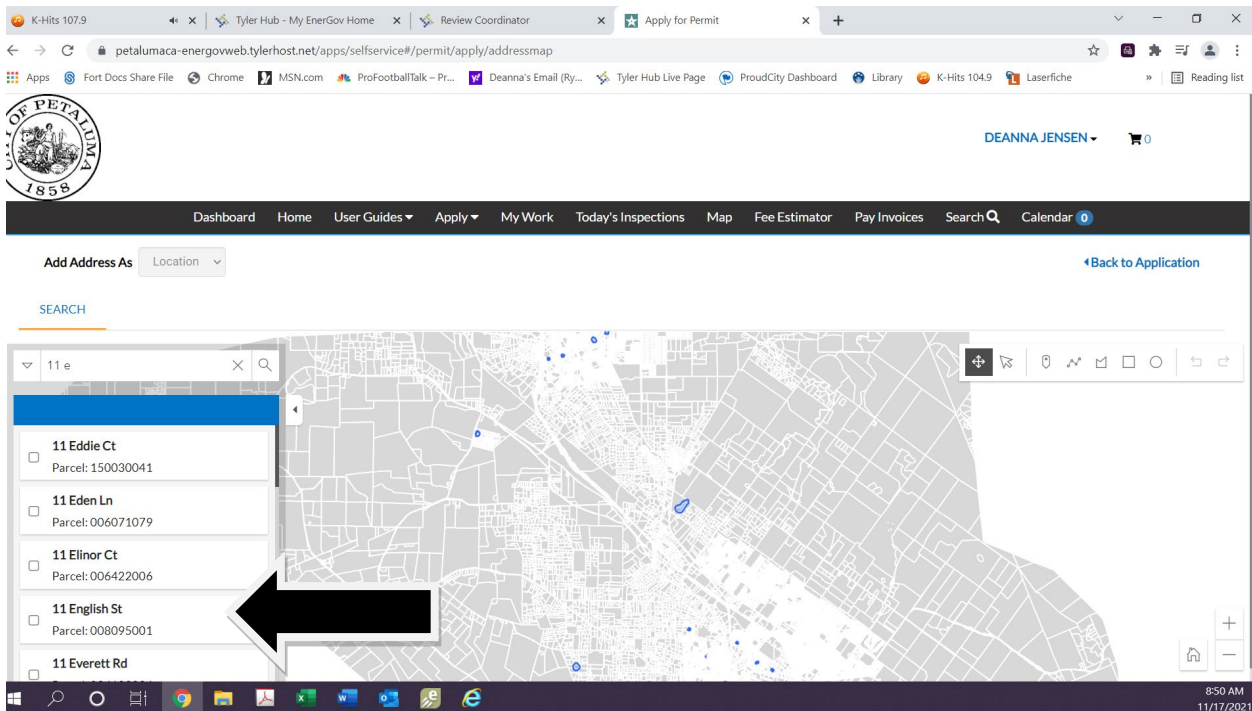 K-Hits 107.9
Tyler Hub - My EnerGov Home
Review Coordinator
Apply for Permit
petalumaca-energovweb.tylerhost.net/apps/selfservice#/permit/apply/addressmap
Apps
Fort Docs Share File
Chrome
MSN.com
ProFootballTalk – Pr...
Deanna's Email (Ry...
Tyler Hub Live Page
ProudCity Dashboard
Library
K-Hits 104.9
Laserfiche
»
Reading list
CITY OF PETALUMA
1858
DEANNA JENSEN
0
Dashboard
Home
User Guides
Apply
My Work
Today's Inspections
Map
Fee Estimator
Pay Invoices
Search
Calendar 0
Add Address As
Location
Back to Application
SEARCH
11 e
11 Eddie Ct
Parcel: 150030041
11 Eden Ln
Parcel: 006071079
11 Elinor Ct
Parcel: 006422006
11 English St
Parcel: 008095001
11 Everett Rd
8:50 AM
11/17/2021